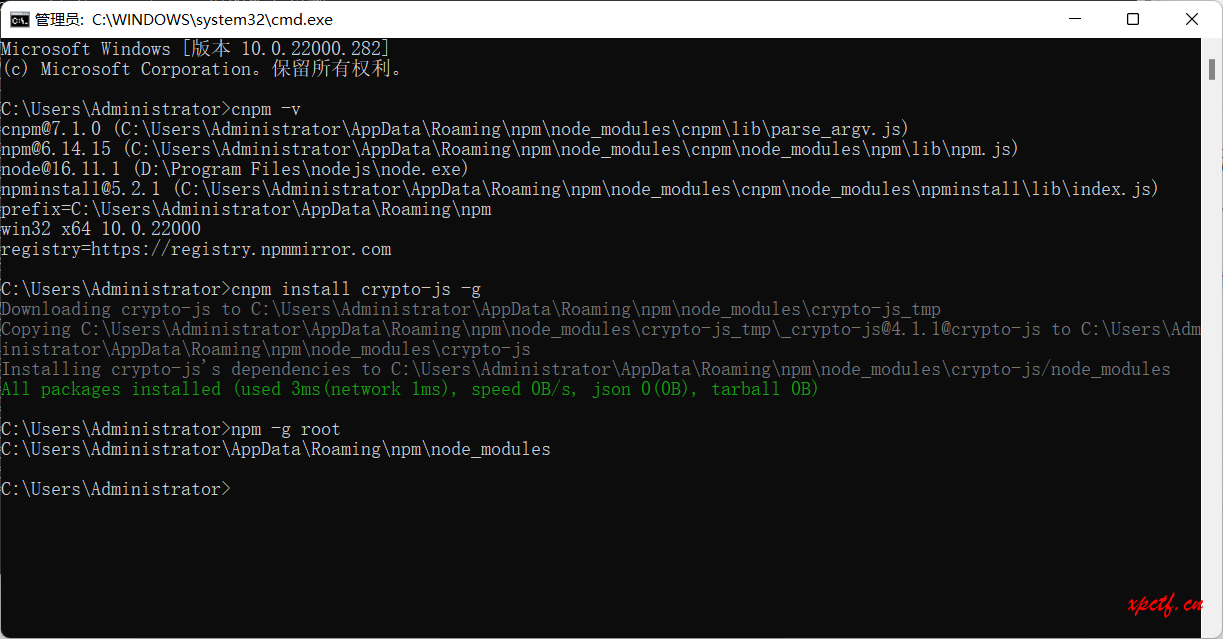 管理员: C:\WINDOWS\system32\cmd.exe
Microsoft Windows [版本 10.0.22000.282]
(c) Microsoft Corporation。保留所有权利。
C:\Users\Administrator>cnpm -v
cnpm@7.1.0 (C:\Users\Administrator\AppData\Roaming\npm\node_modules\cnpm\lib\parse_argv.js)
npm@6.14.15 (C:\Users\Administrator\AppData\Roaming\npm\node_modules\cnpm\node_modules\npm\lib\npm.js)
node@16.11.1 (D:\Program Files\nodejs\node.exe)
npminstall@5.2.1 (C:\Users\Administrator\AppData\Roaming\npm\node_modules\cnpm\node_modules\npminstall\lib\index.js)
prefix=C:\Users\Administrator\AppData\Roaming\npm
win32 x64 10.0.22000
registry=https://registry.npmmirror.com
C:\Users\Administrator>cnpm install crypto-js -g
Downloading crypto-js to C:\Users\Administrator\AppData\Roaming\npm\node_modules\crypto-js_tmp
Copying C:\Users\Administrator\AppData\Roaming\npm\node_modules\crypto-js_tmp\_crypto-js@4.1.1@crypto-js to C:\Users\Adm
inistrator\AppData\Roaming\npm\node_modules\crypto-js
Installing crypto-js's dependencies to C:\Users\Administrator\AppData\Roaming\npm\node_modules\crypto-js/node_modules
All packages installed (used 3ms(network 1ms), speed 0B/s, json 0(0B), tarball 0B)
C:\Users\Administrator>npm -g root
C:\Users\Administrator\AppData\Roaming\npm\node_modules
C:\Users\Administrator>
xpctf.cn